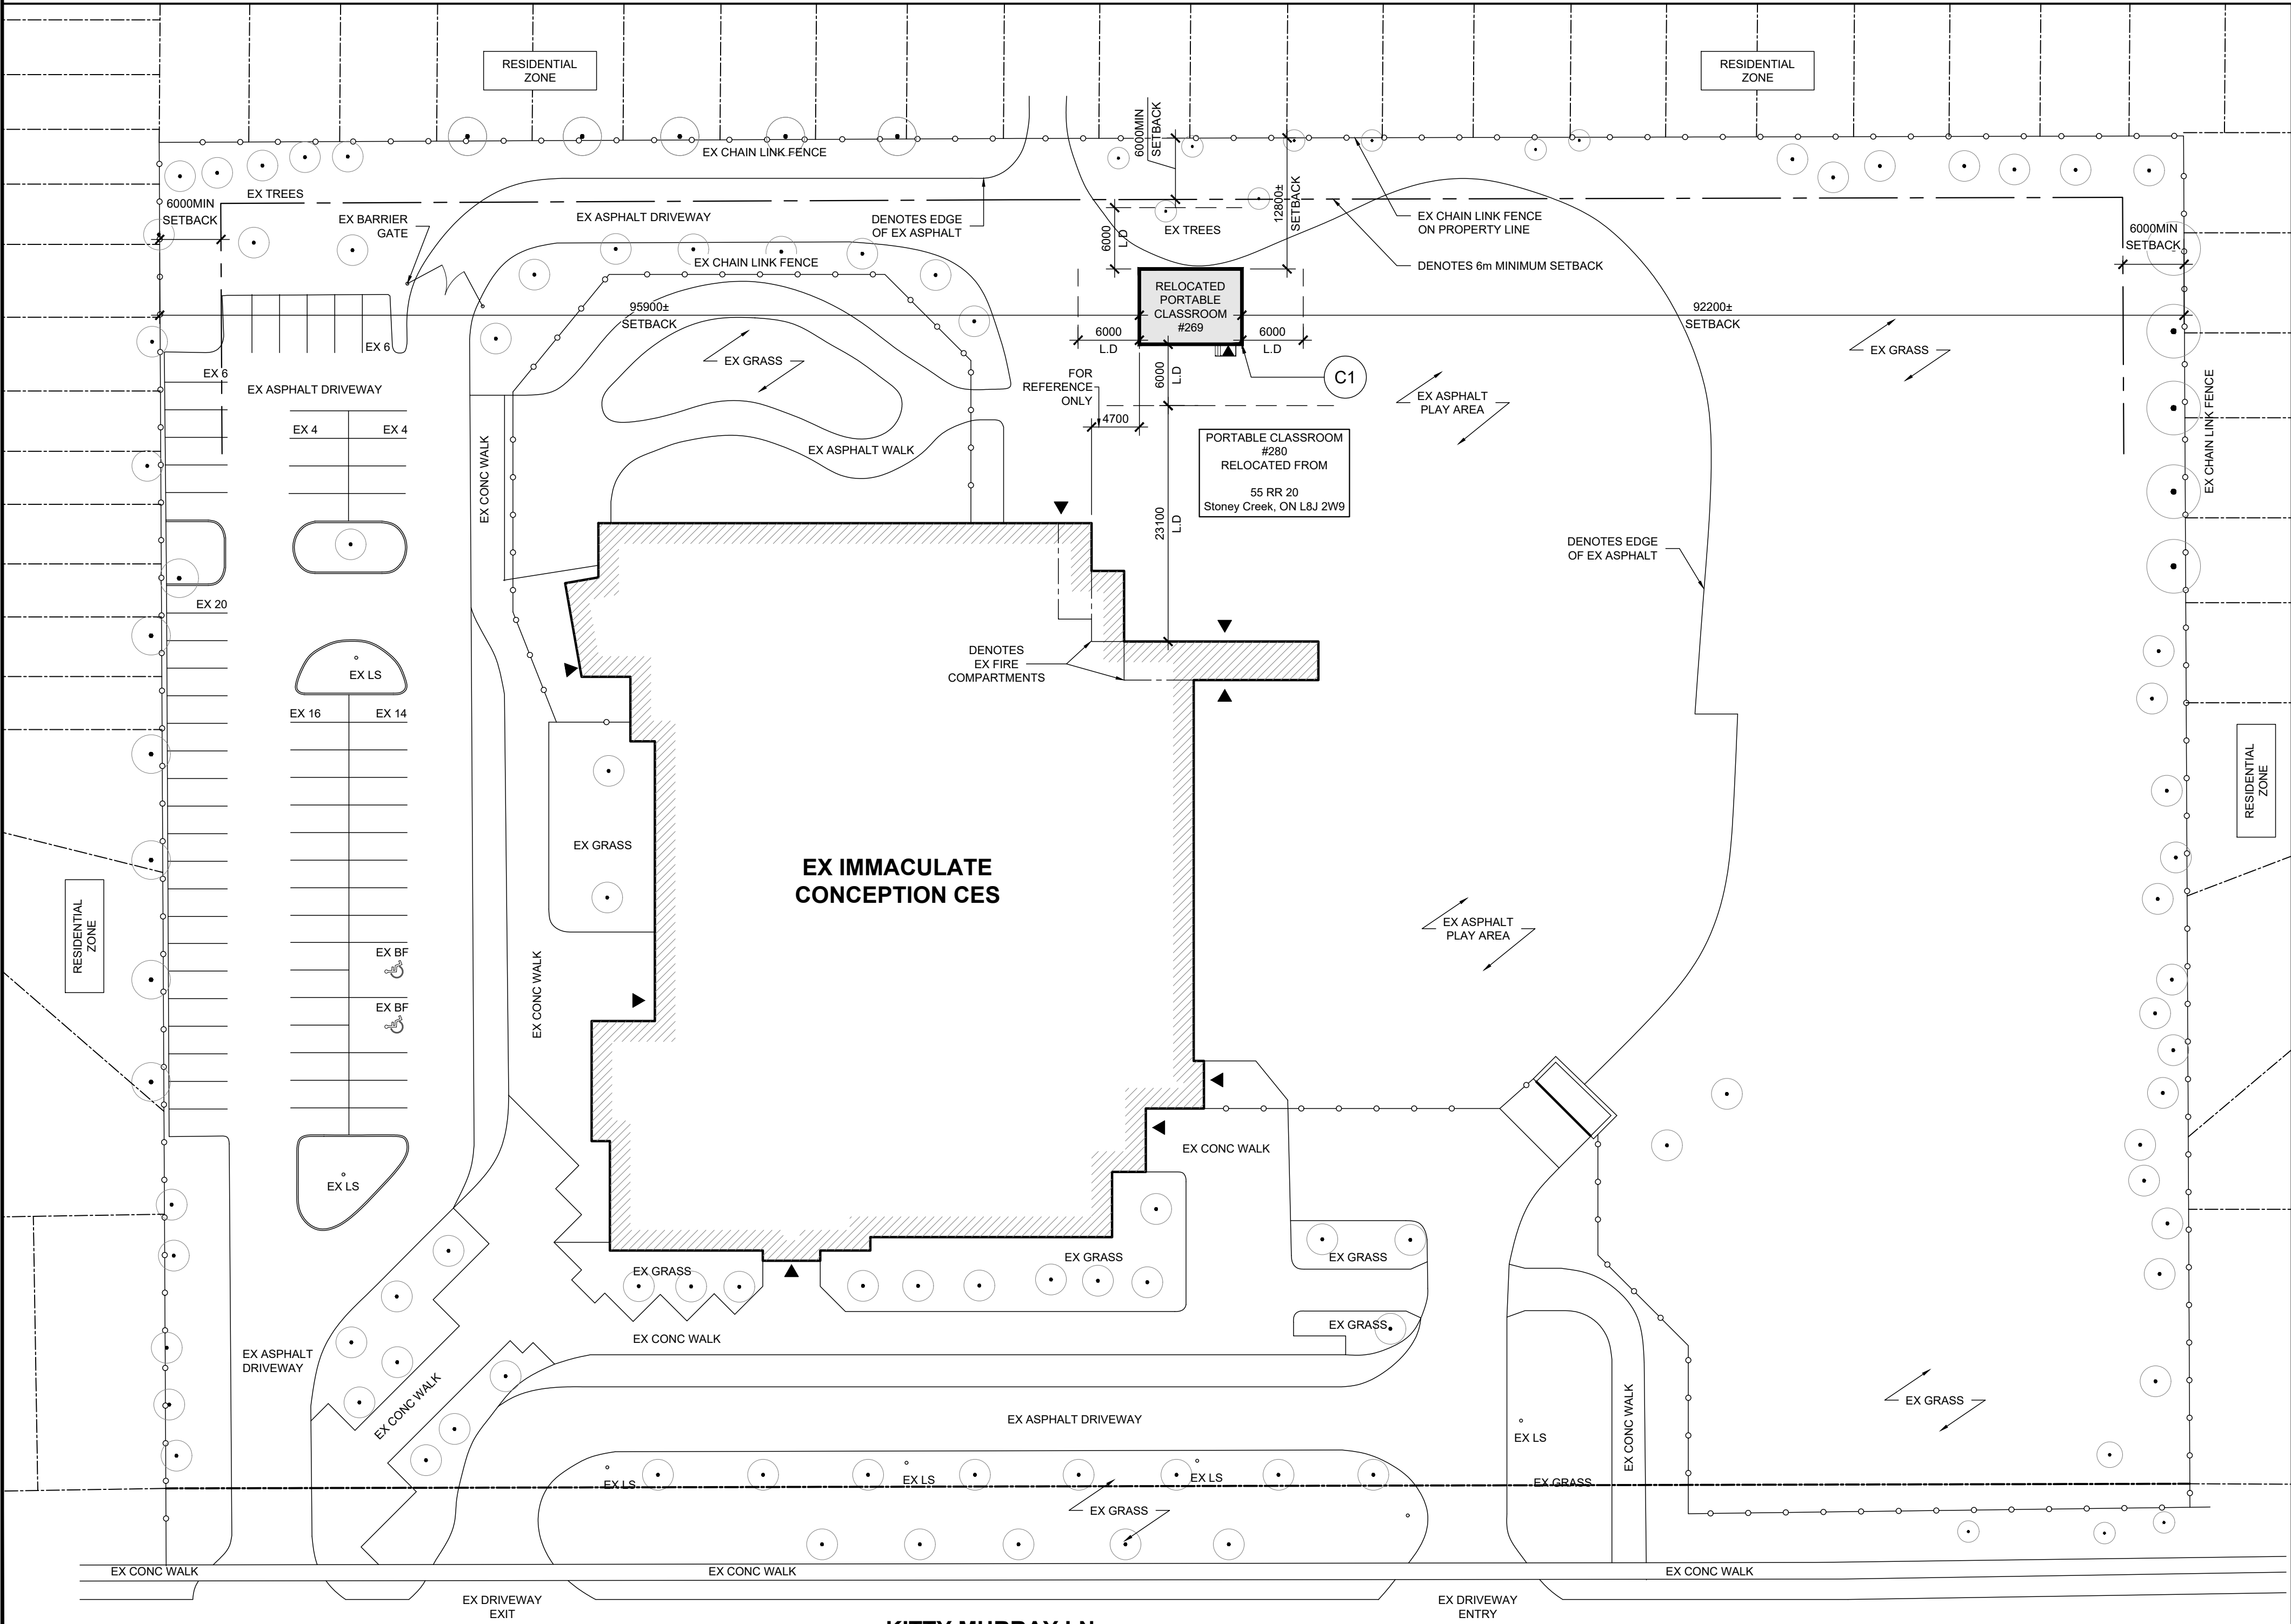 RESIDENTIAL
ZONE
RESIDENTIAL
ZONE
6000MIN
SETBACK
EX CHAIN LINK FENCE
EX TREES
6000MIN
SETBACK
EX BARRIER
GATE
EX ASPHALT DRIVEWAY
DENOTES EDGE
OF EX ASPHALT
6000
L.D
EX TREES
12800±
SETBACK
EX CHAIN LINK FENCE
ON PROPERTY LINE
6000MIN
SETBACK
EX CHAIN LINK FENCE
DENOTES 6m MINIMUM SETBACK
95900±
SETBACK
RELOCATED
PORTABLE
CLASSROOM
#269
92200±
SETBACK
6000
L.D
6000
L.D
EX 6
EX GRASS
EX GRASS
EX 6
EX ASPHALT DRIVEWAY
FOR
REFERENCE
ONLY
6000
L.D
C1
EX ASPHALT
PLAY AREA
EX CHAIN LINK FENCE
4700
EX 4
EX 4
EX CONC WALK
EX ASPHALT WALK
PORTABLE CLASSROOM
#280
RELOCATED FROM
55 RR 20
Stoney Creek, ON L8J 2W9
23100
L.D
DENOTES EDGE
OF EX ASPHALT
EX 20
DENOTES
EX FIRE
COMPARTMENTS
EX LS
EX 16
EX 14
RESIDENTIAL
ZONE
EX GRASS
EX IMMACULATE
CONCEPTION CES
EX ASPHALT
PLAY AREA
RESIDENTIAL
ZONE
EX BF
EX CONC WALK
EX BF
EX CONC WALK
EX LS
EX GRASS
EX GRASS
EX GRASS
EX GRASS
EX CONC WALK
EX ASPHALT
DRIVEWAY
EX CONC WALK
EX ASPHALT DRIVEWAY
EX LS
EX CONC WALK
EX GRASS
EX LS
EX LS
EX LS
EX GRASS
EX GRASS
EX CONC WALK
EX CONC WALK
EX CONC WALK
EX DRIVEWAY
EXIT
EX DRIVEWAY
ENTRY
KITTY MURRAY LN